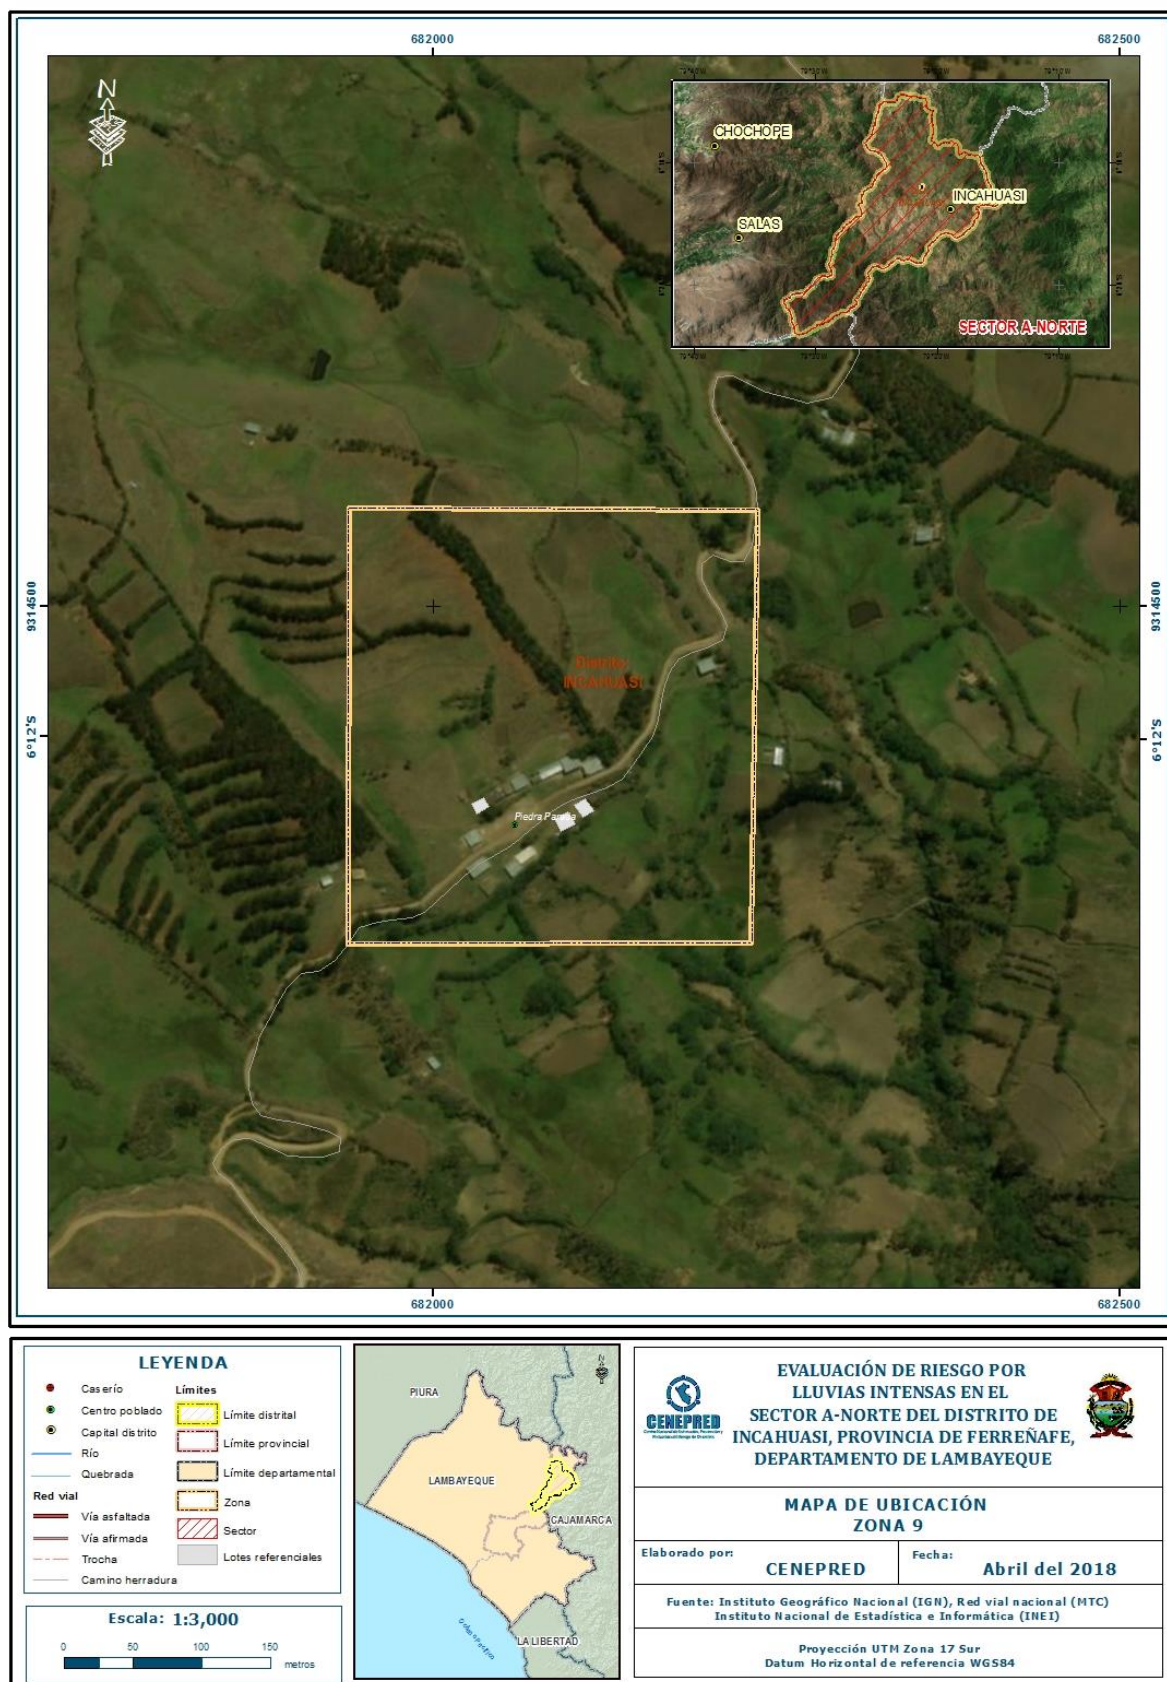 682000
682500
N
CHOCHOPE
INCAHUASI
SALAS
SECTOR A-NORTE
9314500
9314500
Distrito:
INCAHUASI
6°12'S
6°12'S
682000
682500
LEYENDA
Caserío
Centro poblado
Capital distrito
Río
Quebrada
Red vial
Vía asfaltada
Vía afirmada
Trocha
Camino herradura
Límites
Límite distrital
Límite provincial
Límite departamental
Zona
Sector
Lotes referenciales
Escala: 1:3,000
0 50 100 150
metros
PIURA
LAMBAYEQUE
CAJAMARCA
LA LIBERTAD
CENEPRED
EVALUACIÓN DE RIESGO POR
LLUVIAS INTENSAS EN EL
SECTOR A-NORTE DEL DISTRITO DE
INCAHUASI, PROVINCIA DE FERREÑAFE,
DEPARTAMENTO DE LAMBAYEQUE
MAPA DE UBICACIÓN
ZONA 9
Elaborado por:
CENEPRED
Fecha:
Abril del 2018
Fuente: Instituto Geográfico Nacional (IGN), Red vial nacional (MTC)
Instituto Nacional de Estadística e Informática (INEI)
Proyección UTM Zona 17 Sur
Datum Horizontal de referencia WGS84